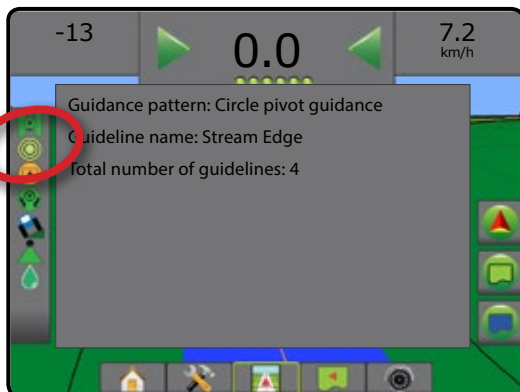 -13
0.0
7.2
km/h
Guidance pattern: Circle pivot guidance
Guideline name: Stream Edge
Total number of guidelines: 4